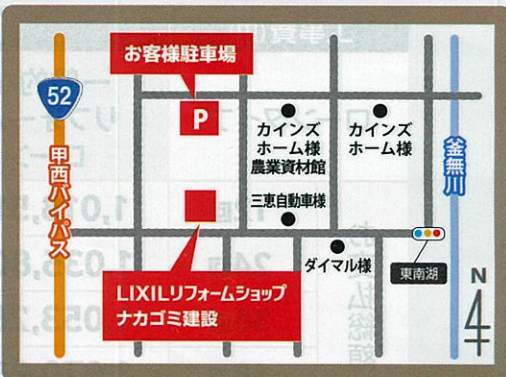 お客様駐車場
52
P
カインズ
ホーム様
農業資材館
カインズ
ホーム様
釜無川
甲西バイパス
三恵自動車様
ダイマル様
東南湖
LIXILリフォームショップ
ナカゴミ建設
N